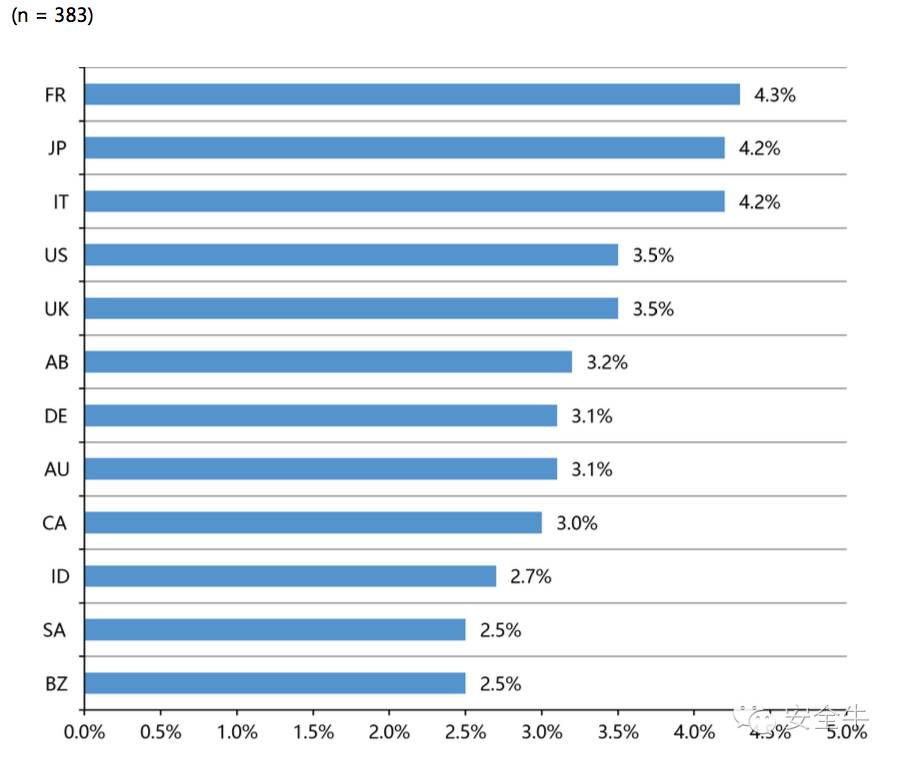 (n = 383)
FR 4.3%
JP 4.2%
IT 4.2%
US 3.5%
UK 3.5%
AB 3.2%
DE 3.1%
AU 3.1%
CA 3.0%
ID 2.7%
SA 2.5%
BZ 2.5%
0.0% 0.5% 1.0% 1.5% 2.0% 2.5% 3.0% 3.5% 4.0% 4.5% 5.0%
安全牛